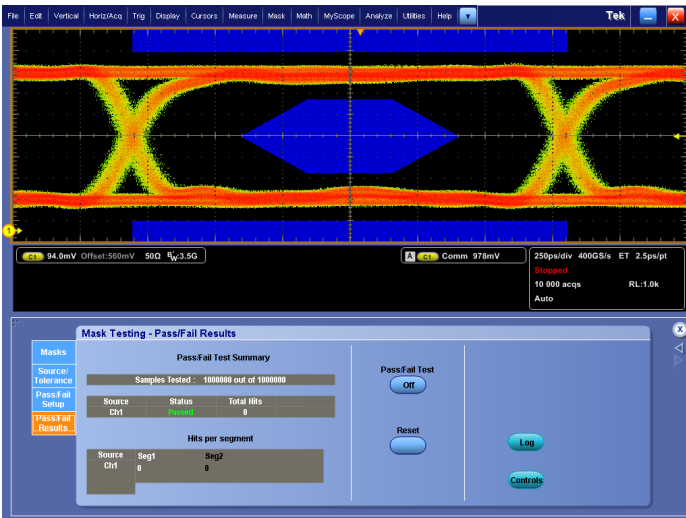 File Edit Vertical Horiz/Acq Trig Display Cursors Measure Mask Math MyScope Analyze Utilities Help Tek X
1
C1 94.0mV Offset:560mV 50Ω BW:3.5G
A C1 Comm 978mV
250ps/div 400GS/s ET 2.5ps/pt
Stopped
10 000 acqs RL:1.0k
Auto
Mask Testing - Pass/Fail Results
X
Masks
Source/
Tolerance
Pass/Fail
Setup
Pass/Fail
Results
Pass/Fail Test Summary
Samples Tested : 1000000 out of 1000000
Source Status Total Hits
Ch1 Passed 0
Hits per segment
Source Seg1 Seg2
Ch1 0 0
Pass/Fail Test
Off
Reset
Log
Controls